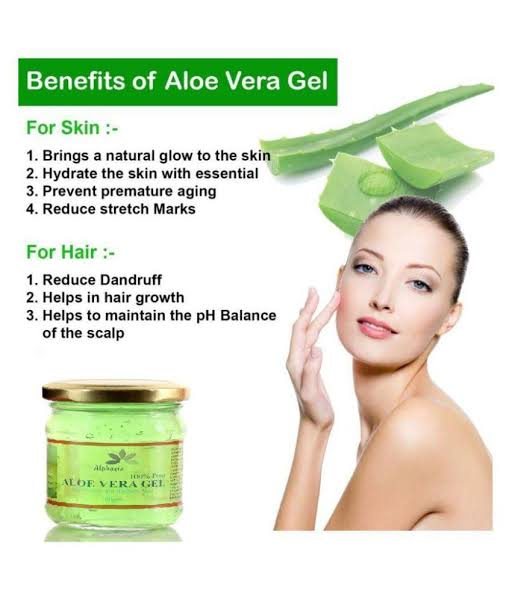 Benefits of Aloe Vera Gel
For Skin :-
1. Brings a natural glow to the skin
2. Hydrate the skin with essential
3. Prevent premature aging
4. Reduce stretch Marks
For Hair :-
1. Reduce Dandruff
2. Helps in hair growth
3. Helps to maintain the pH Balance
of the scalp
100% Pure
ALOE VERA GEL